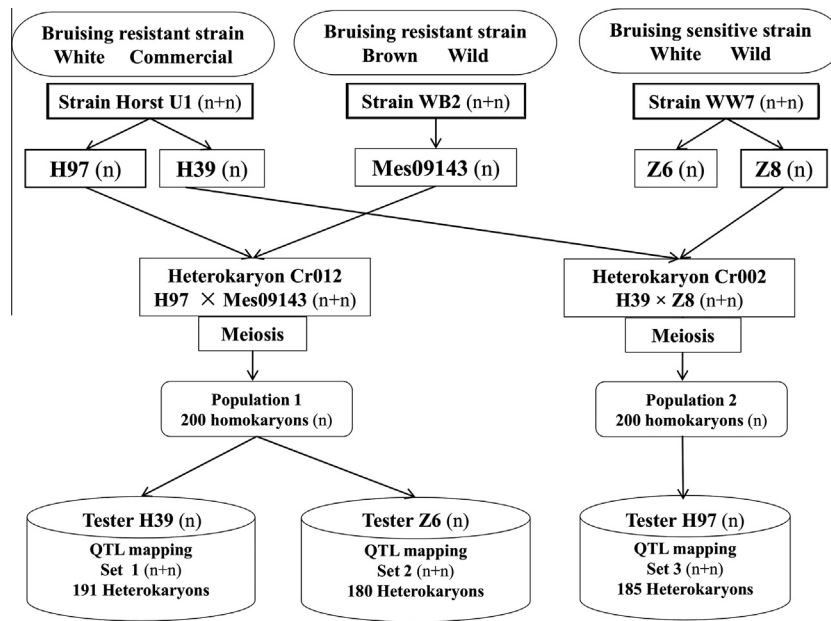 Bruising resistant strain
White Commercial
Bruising resistant strain
Brown Wild
Bruising sensitive strain
White Wild
Strain Horst U1 (n+n)
Strain WB2 (n+n)
Strain WW7 (n+n)
H97 (n)
H39 (n)
Mes09143 (n)
Z6 (n)
Z8 (n)
Heterokaryon Cr012
H97 × Mes09143 (n+n)
Heterokaryon Cr002
H39 × Z8 (n+n)
Meiosis
Meiosis
Population 1
200 homokaryons (n)
Population 2
200 homokaryons (n)
Tester H39 (n)
QTL mapping
Set 1 (n+n)
191 Heterokaryons
Tester Z6 (n)
QTL mapping
Set 2 (n+n)
180 Heterokaryons
Tester H97 (n)
QTL mapping
Set 3 (n+n)
185 Heterokaryons